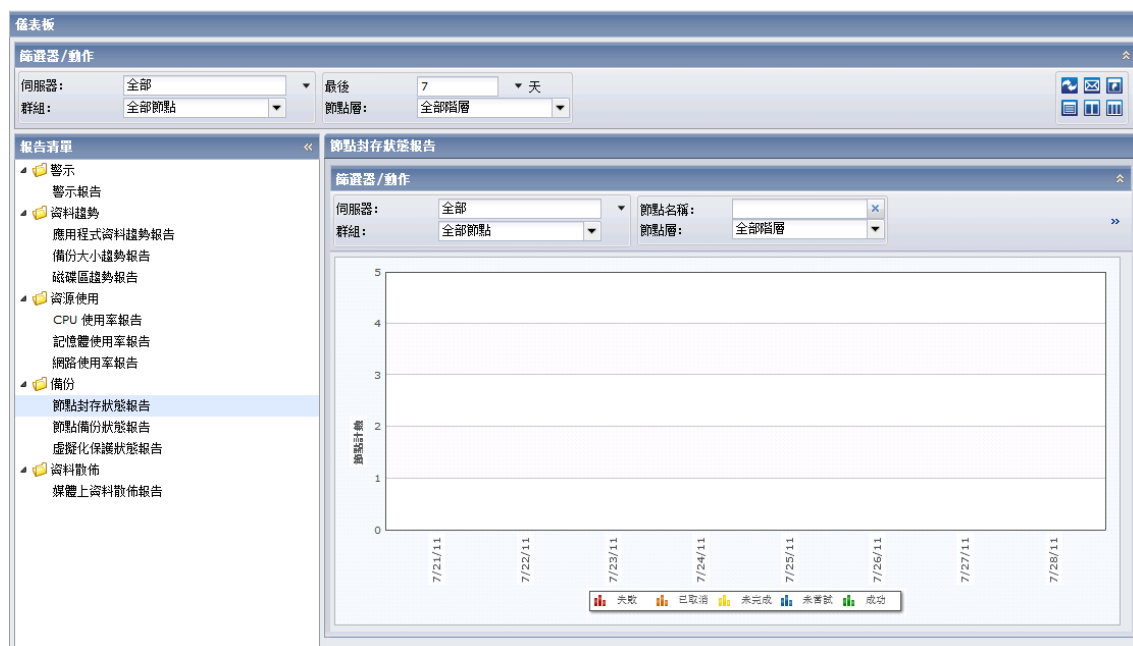 儀表板
篩選器/動作
伺服器: 全部 最後 7 天
群組: 全部節點 節點層: 全部階層
報告清單
警示
警示報告
資料趨勢
應用程式資料趨勢報告
備份大小趨勢報告
磁碟區趨勢報告
資源使用
CPU 使用率報告
記憶體使用率報告
網路使用率報告
備份
節點封存狀態報告
節點備份狀態報告
虛擬化保護狀態報告
資料散佈
媒體上資料散佈報告
節點封存狀態報告
篩選器/動作
伺服器: 全部 節點名稱:
群組: 全部節點 節點層: 全部階層
節點計數
5
4
3
2
1
0
7/21/11 7/22/11 7/23/11 7/24/11 7/25/11 7/26/11 7/27/11 7/28/11
失敗 已取消 未完成 未嘗試 成功